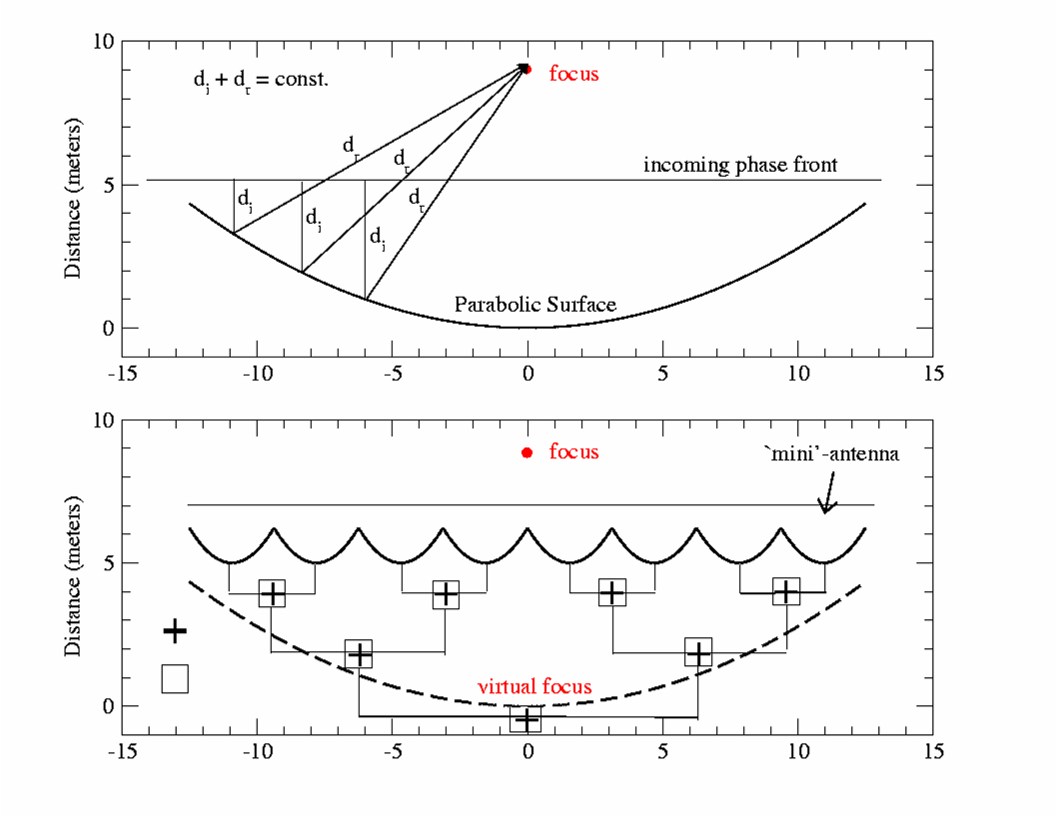 10
d_i + d_r = const.
focus
d_r
d_r
incoming phase front
5
d_i
d_r
d_i
d_i
Distance (meters)
Parabolic Surface
0
-15 -10 -5 0 5 10 15
10
focus
`mini'-antenna
5
Distance (meters)
virtual focus
0
-15 -10 -5 0 5 10 15